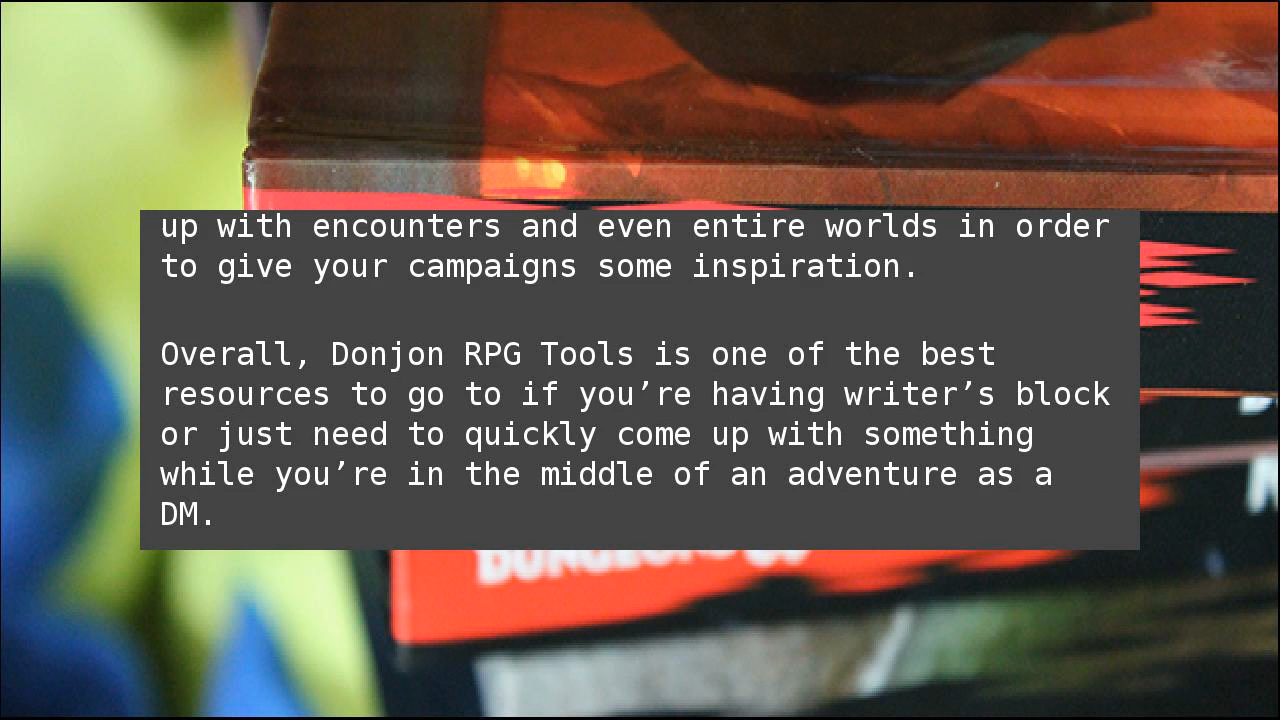 up with encounters and even entire worlds in order
to give your campaigns some inspiration.
Overall, Donjon RPG Tools is one of the best
resources to go to if you’re having writer’s block
or just need to quickly come up with something
while you’re in the middle of an adventure as a
DM.